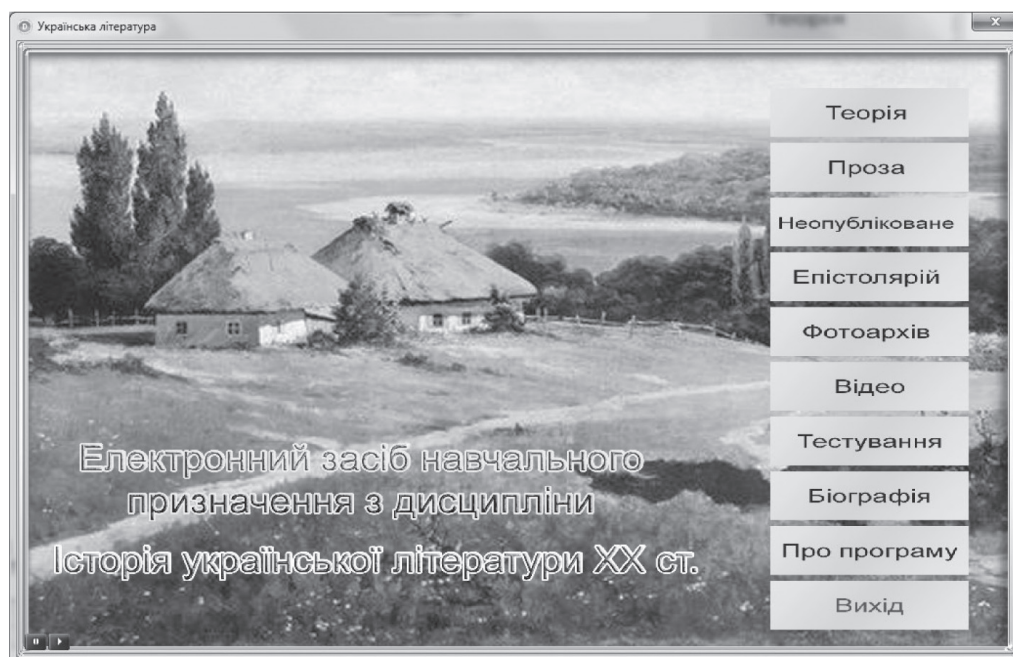 Українська література
Теорія
Теорія
Проза
Неопубліковане
Епістолярій
Фотоархів
Відео
Тестування
Біографія
Про програму
Вихід
Електронний засіб навчального
призначення з дисципліни
Історія української літератури ХХ ст.